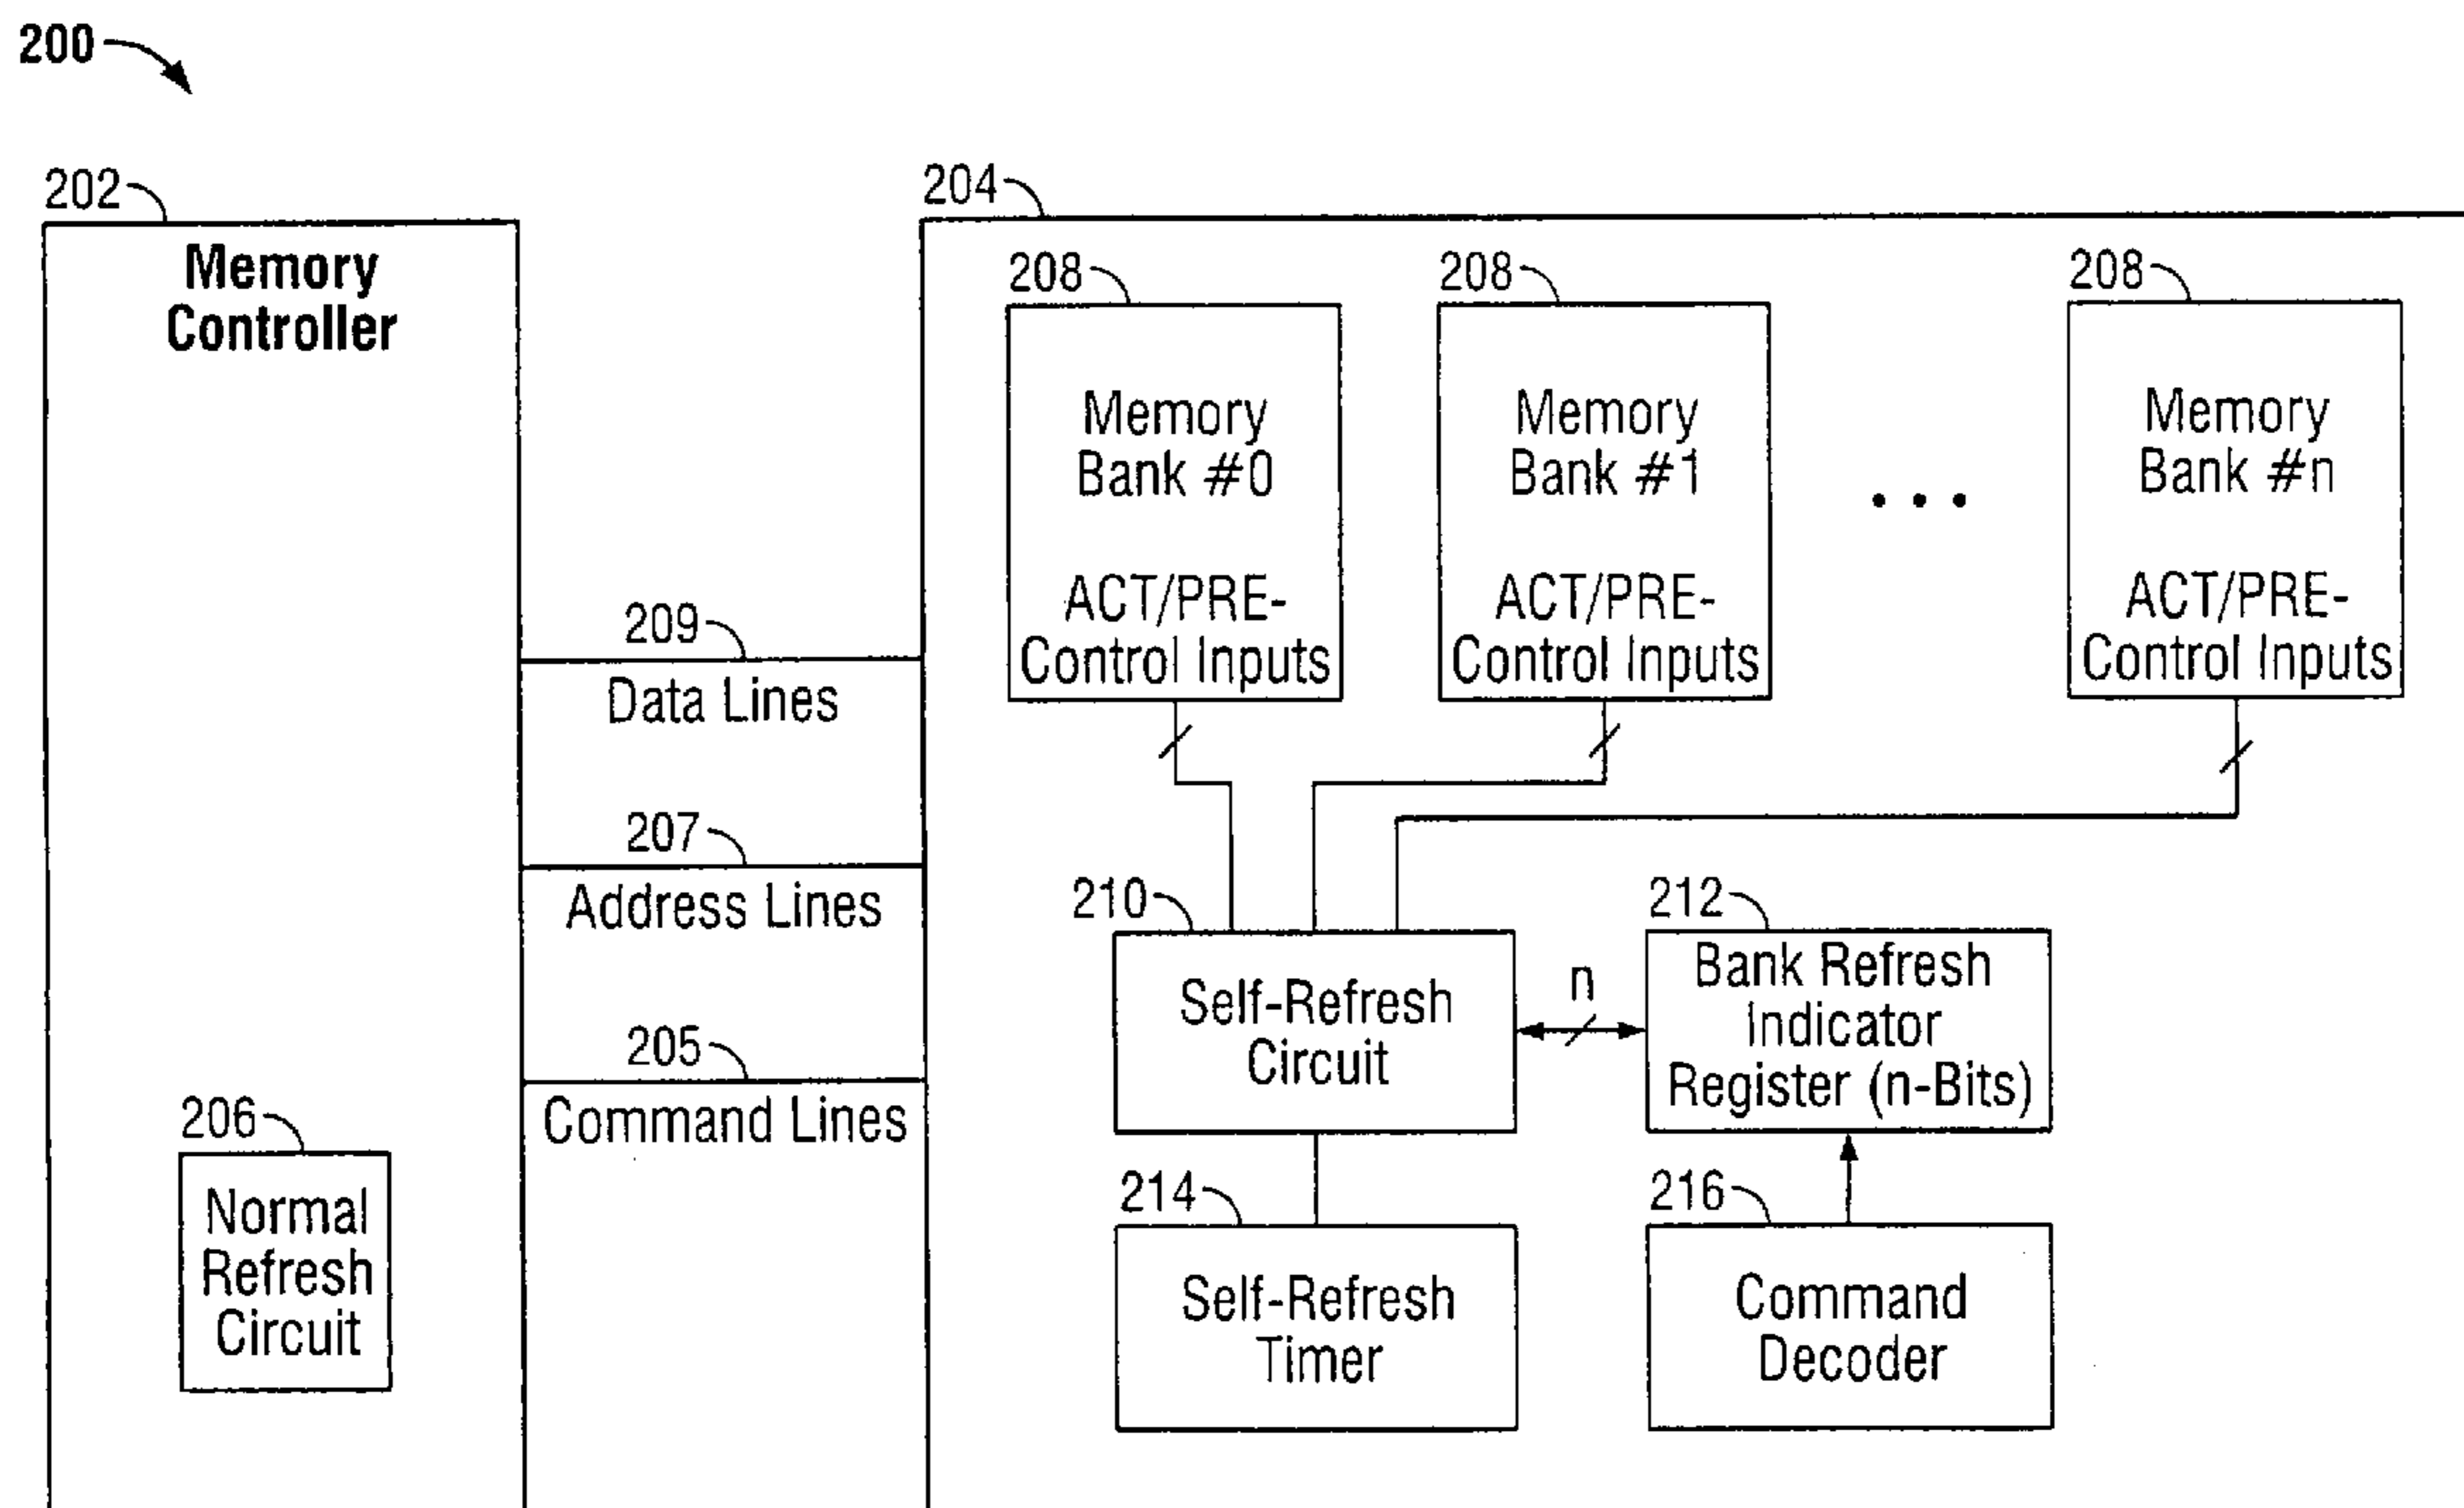 200
202
Memory
Controller
204
208
Memory
Bank #0
ACT/PRE-
Control Inputs
208
Memory
Bank #1
ACT/PRE-
Control Inputs
• • •
208
Memory
Bank #n
ACT/PRE-
Control Inputs
209
Data Lines
207
Address Lines
205
Command Lines
206
Normal
Refresh
Circuit
210
Self-Refresh
Circuit
n
212
Bank Refresh
Indicator
Register (n-Bits)
214
Self-Refresh
Timer
216
Command
Decoder